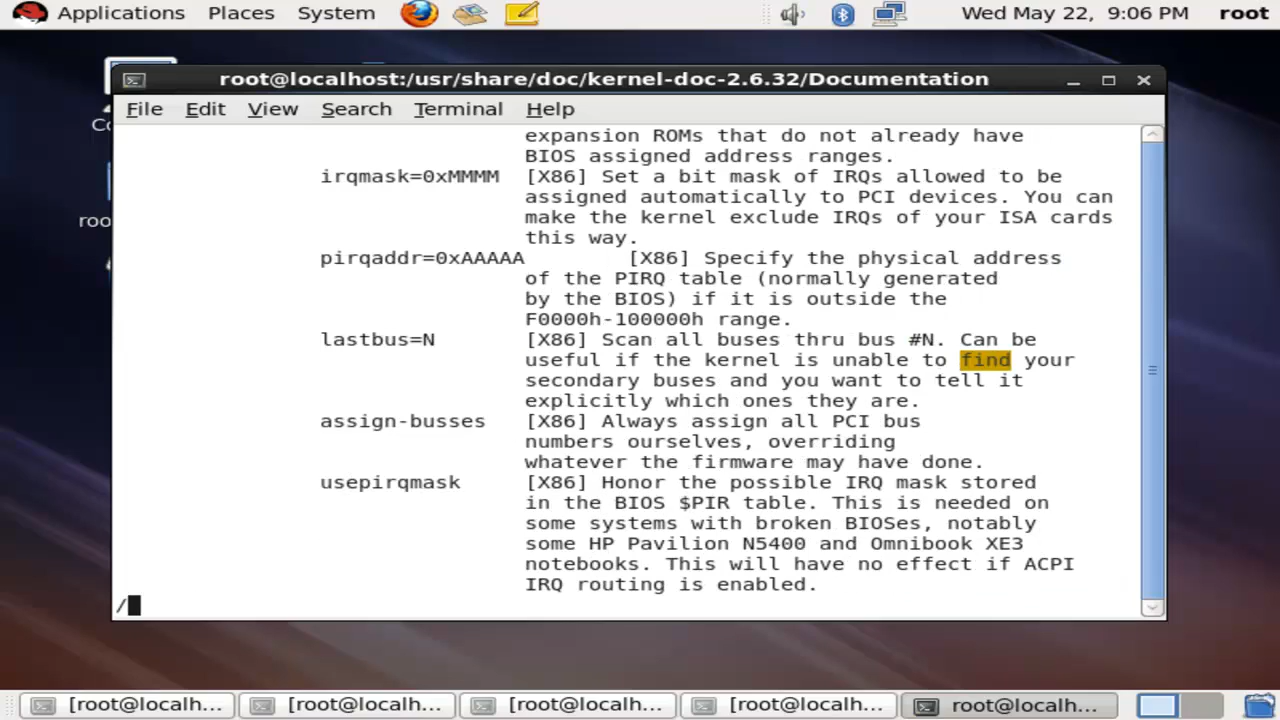 Applications Places System Wed May 22, 9:06 PM root
root@localhost:/usr/share/doc/kernel-doc-2.6.32/Documentation
File Edit View Search Terminal Help
expansion ROMs that do not already have
BIOS assigned address ranges.
irqmask=0xMMMM [X86] Set a bit mask of IRQs allowed to be
assigned automatically to PCI devices. You can
make the kernel exclude IRQs of your ISA cards
this way.
pirqaddr=0xAAAAA [X86] Specify the physical address
of the PIRQ table (normally generated
by the BIOS) if it is outside the
F0000h-100000h range.
lastbus=N [X86] Scan all buses thru bus #N. Can be
useful if the kernel is unable to find your
secondary buses and you want to tell it
explicitly which ones they are.
assign-busses [X86] Always assign all PCI bus
numbers ourselves, overriding
whatever the firmware may have done.
usepirqmask [X86] Honor the possible IRQ mask stored
in the BIOS $PIR table. This is needed on
some systems with broken BIOSes, notably
some HP Pavilion N5400 and Omnibook XE3
notebooks. This will have no effect if ACPI
IRQ routing is enabled.
/
[root@localh... [root@localh... [root@localh... [root@localh... root@localh...